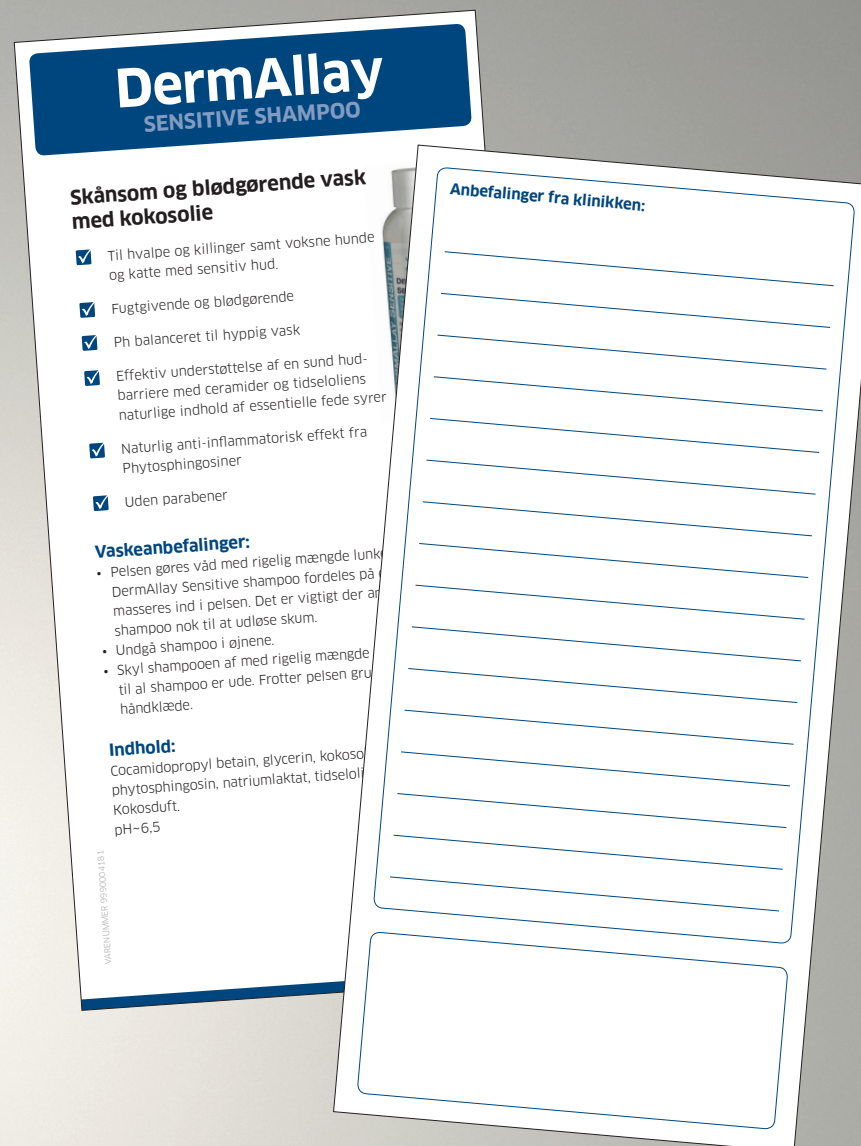 DermAllay
SENSITIVE SHAMPOO
Skånsom og blødgørende vask
med kokosolie
Til hvalpe og killinger samt voksne hunde
og katte med sensitiv hud.
Fugtgivende og blødgørende
Ph balanceret til hyppig vask
Effektiv understøttelse af en sund hud-
barriere med ceramider og tidseloliens
naturlige indhold af essentielle fede syrer
Naturlig anti-inflammatorisk effekt fra
Phytosphingosiner
Uden parabener
Vaskeanbefalinger:
• Pelsen gøres våd med rigelig mængde
DermAllay Sensitive shampoo fordeles på
masseres ind i pelsen. Det er vigtigt der
shampoo nok til at udløse skum.
• Undgå shampoo i øjnene.
• Skyl shampooen af med rigelig mængde
til al shampoo er ude. Frotter pelsen
håndklæde.
Indhold:
Cocamidopropyl betain, glycerin,
phytosphingosin, natriumlaktat,
Kokosduft.
pH~6,5
VARENUMMER 9990004181
Anbefalinger fra klinikken: